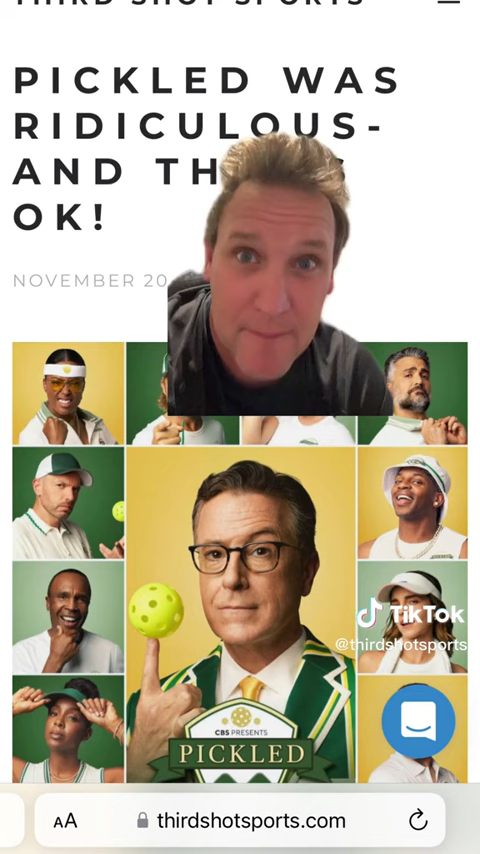 THIRD SHOT SPORTS
PICKLED WAS
RIDICULOUS-
AND TH
OK!
NOVEMBER 20
CBS PRESENTS
PICKLED
TikTok
@thirdshotsports
AA
thirdshotsports.com